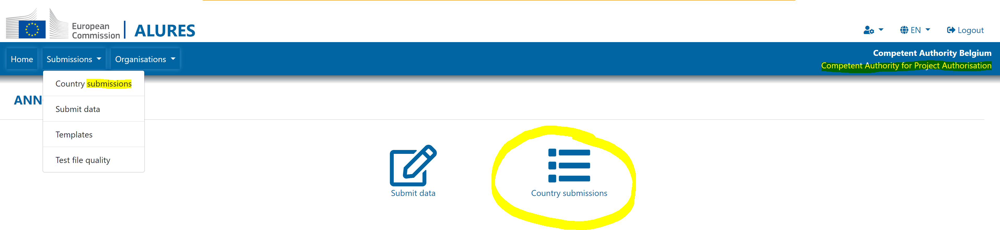 European
Commission
ALURES
EN
Logout
Home
Submissions
Organisations
Competent Authority Belgium
Competent Authority for Project Authorisation
Country submissions
Submit data
Templates
Test file quality
ANN
Submit data
Country submissions